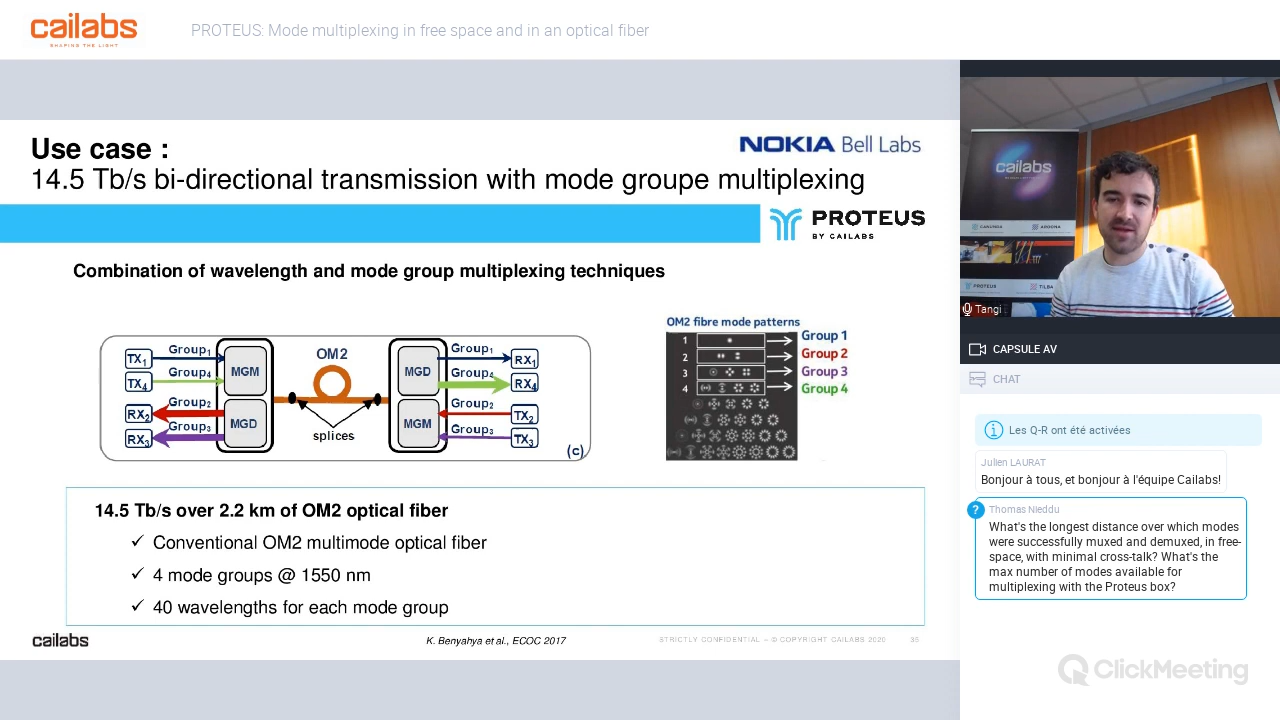 cailabs
SHAPING THE LIGHT
PROTEUS: Mode multiplexing in free space and in an optical fiber
Use case :
NOKIA Bell Labs
14.5 Tb/s bi-directional transmission with mode groupe multiplexing
PROTEUS
BY CAILABS
Combination of wavelength and mode group multiplexing techniques
TX1 Group1 MGM OM2 MGD Group1 RX1
TX4 Group4 Group4 RX4
RX2 Group2 MGD MGM Group2 TX2
RX3 Group3 splices Group3 TX3
(c)
OM2 fibre mode patterns
1 Group 1
2 Group 2
3 Group 3
4 Group 4
14.5 Tb/s over 2.2 km of OM2 optical fiber
✓ Conventional OM2 multimode optical fiber
✓ 4 mode groups @ 1550 nm
✓ 40 wavelengths for each mode group
cailabs
K. Benyahya et al., ECOC 2017
STRICTLY CONFIDENTIAL – © COPYRIGHT CAILABS 2020
35
cailabs
CANUNDA
ARGONA
PROTEUS
TILBA
Tangi
CAPSULE AV
CHAT
Les Q-R ont été activées
Julien LAURAT
Bonjour à tous, et bonjour à l'équipe Cailabs!
?
Thomas Nieddu
What's the longest distance over which modes
were successfully muxed and demuxed, in free-
space, with minimal cross-talk? What's the
max number of modes available for
multiplexing with the Proteus box?
ClickMeeting